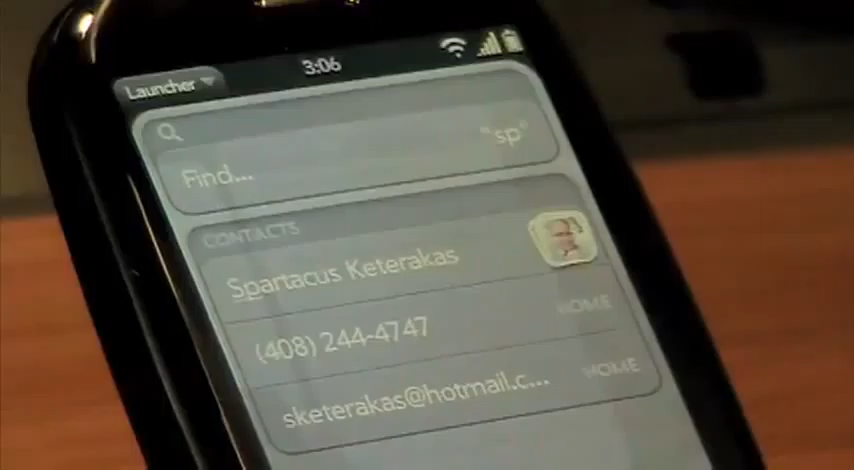 Launcher 3:06
"sp"
Find...
CONTACTS
Spartacus Keterakas
(408) 244-4747 HOME
sketerakas@hotmail.c... HOME